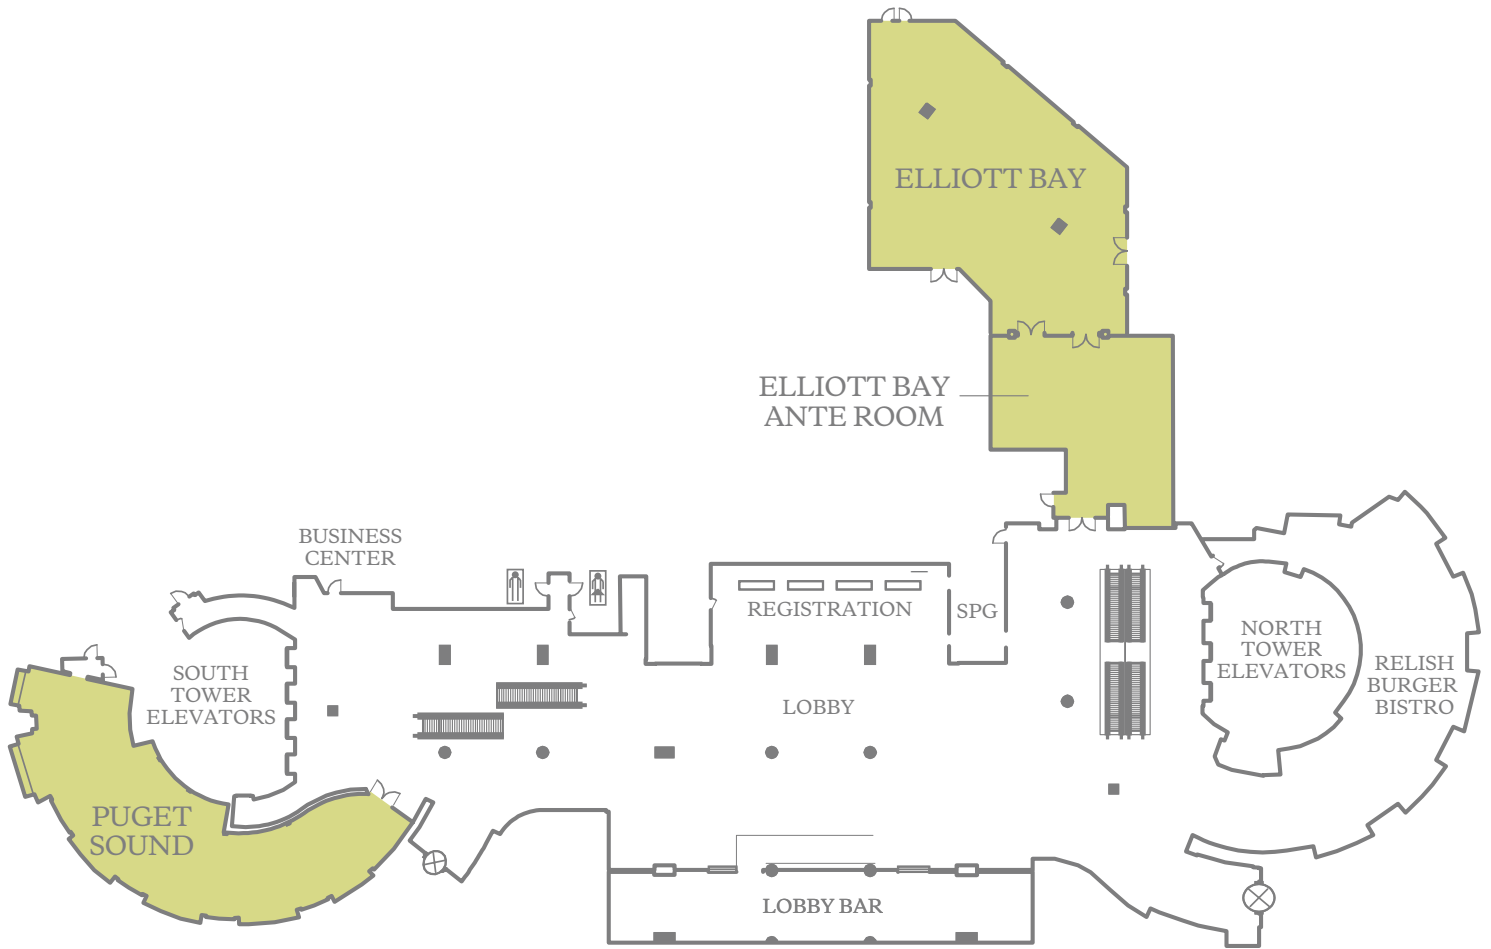 ELLIOTT BAY
ELLIOTT BAY
ANTE ROOM
BUSINESS
CENTER
REGISTRATION
SPG
SOUTH
TOWER
ELEVATORS
LOBBY
NORTH
TOWER
ELEVATORS
RELISH
BURGER
BISTRO
PUGET
SOUND
LOBBY BAR